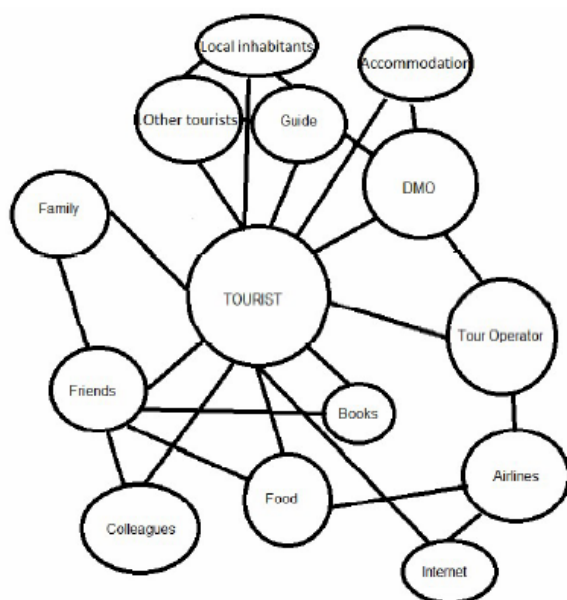 Local inhabitants
Accommodation
Other tourists
Guide
DMO
Family
TOURIST
Tour Operator
Friends
Books
Airlines
Food
Colleagues
Internet